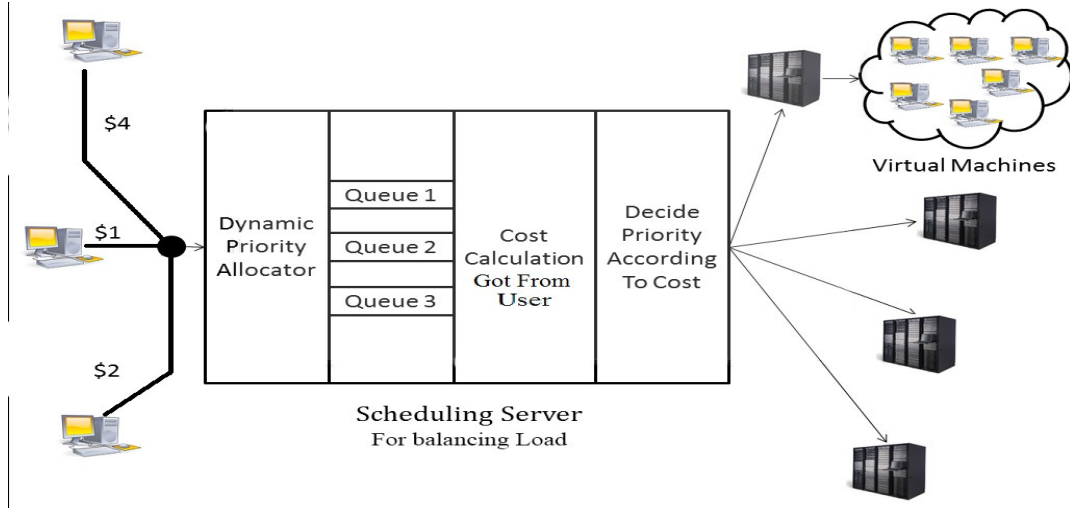 $4
$1
$2
Dynamic
Priority
Allocator
Queue 1
Queue 2
Queue 3
Cost
Calculation
Got From
User
Decide
Priority
According
To Cost
Virtual Machines
Scheduling Server
For balancing Load